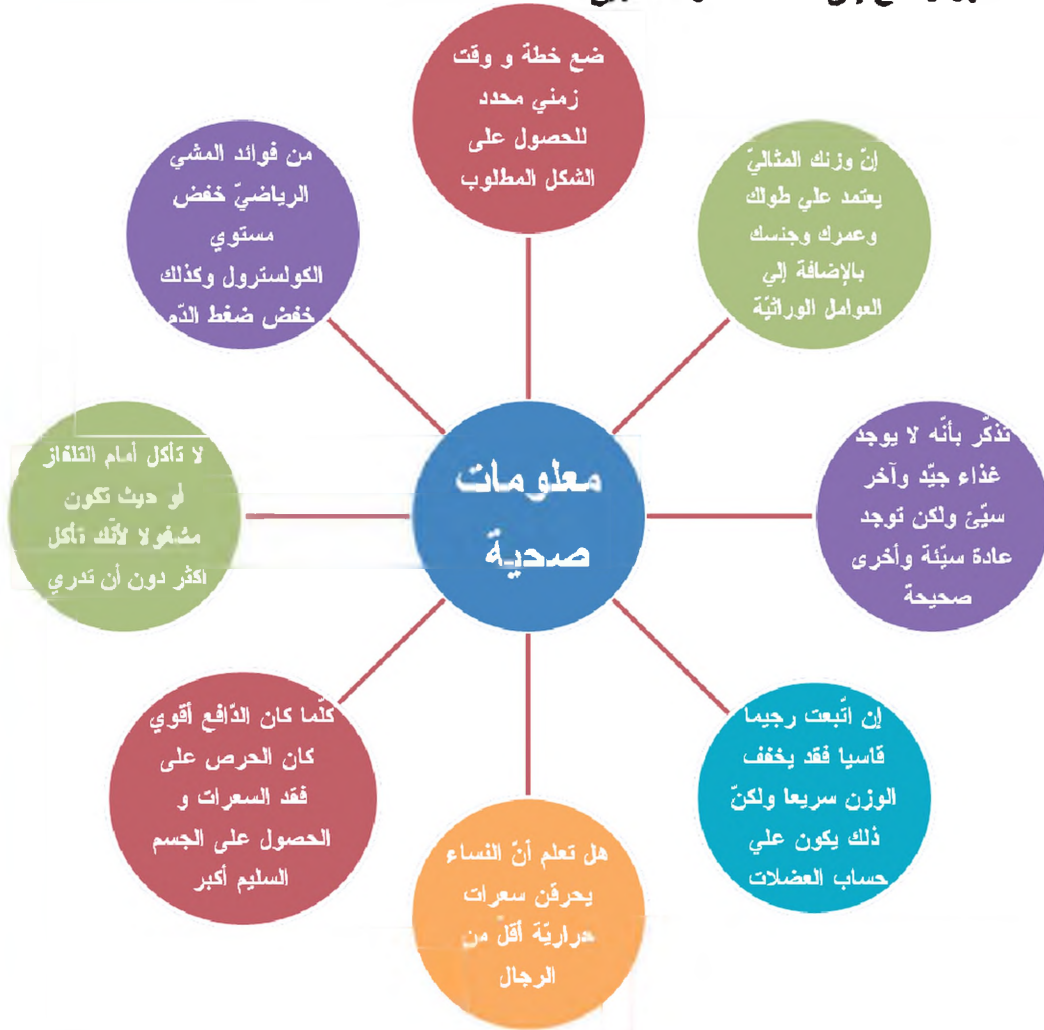 معلومات
صحية
ضع خطة و وقت
زمني محدد
للحصول على
الشكل المطلوب
إنّ وزنك المثاليّ
يعتمد علي طولك
وعمرك وجنسك
بالإضافة إلي
العوامل الوراثيّة
تذكّر بأنّه لا يوجد
غذاء جيّد وآخر
سيّئ ولكن توجد
عادة سيّئة وأخرى
صحيحة
إن اتّبعت رجيما
قاسيا فقد يخفف
الوزن سريعا ولكنّ
ذلك يكون علي
حساب العضلات
هل تعلم أنّ النساء
يحرقن سعرات
حراريّة أقلّ من
الرجال
كلّما كان الدّافع أقوي
كان الحرص على
فقد السعرات و
الحصول على الجسم
السليم أكبر
لا تأكل أمام التلفاز
أو حيث تكون
مشغولا لأنّك تأكل
اكثر دون أن تدري
من فوائد المشي
الرياضيّ خفض
مستوي
الكولسترول وكذلك
خفض ضغط الدّم